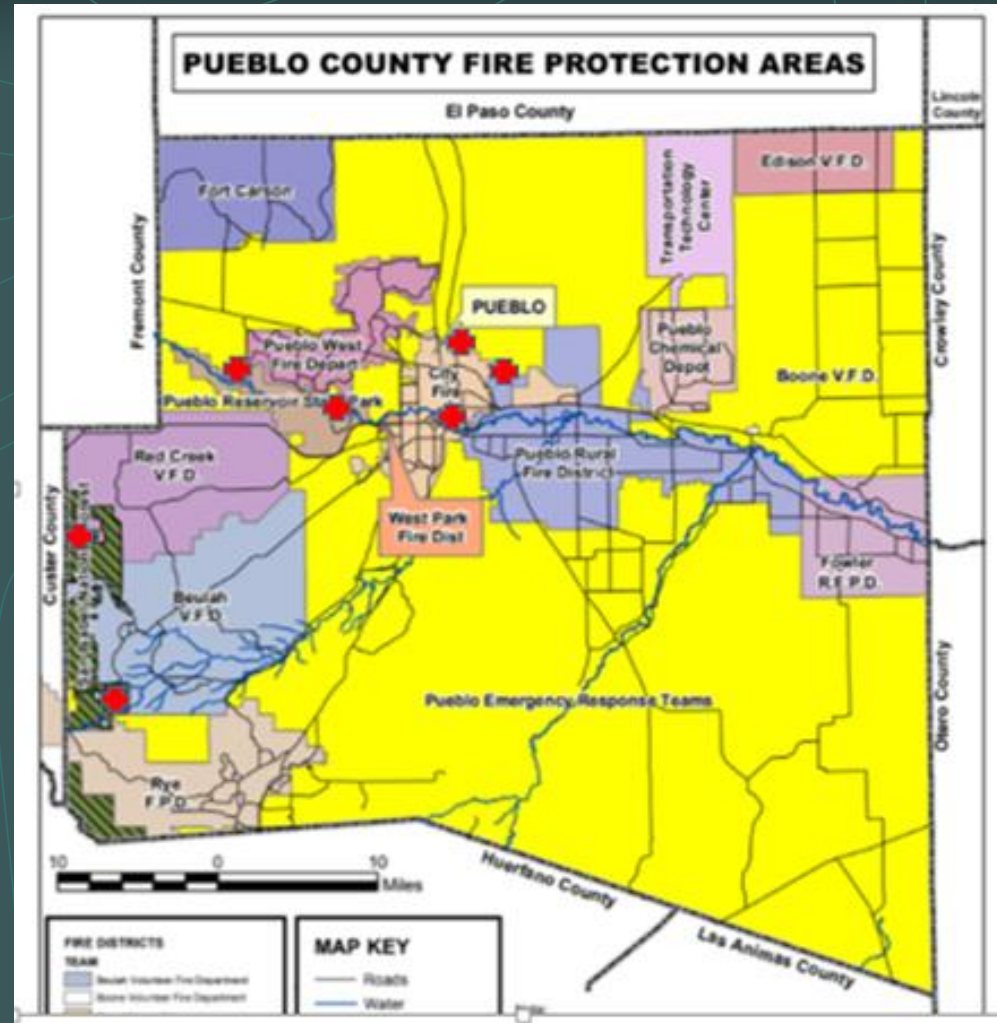 PUEBLO COUNTY FIRE PROTECTION AREAS
El Paso County
Lincoln
County
Edison V.F.D.
Fort Carson
Transportation
Technology
Center
Fremont County
Crowley County
PUEBLO
Pueblo West
Fire Depart
Pueblo
Chemical
Depot
City
Fire
Boone V.F.D.
Pueblo Reservoir State Park
Red Creek
V.F.D
Pueblo Rural
Fire District
West Park
Fire Dist
Custer County
Fowler
R.F.P.D.
Beulah
V.F.D.
Pueblo Emergency Response Teams
Otero County
Rye
F.P.D.
10 0 10
Miles
Huerfano County
Las Animas County
FIRE DISTRICTS
TEAM
Beulah Volunteer Fire Department
Boone Volunteer Fire Department
MAP KEY
Roads
Water